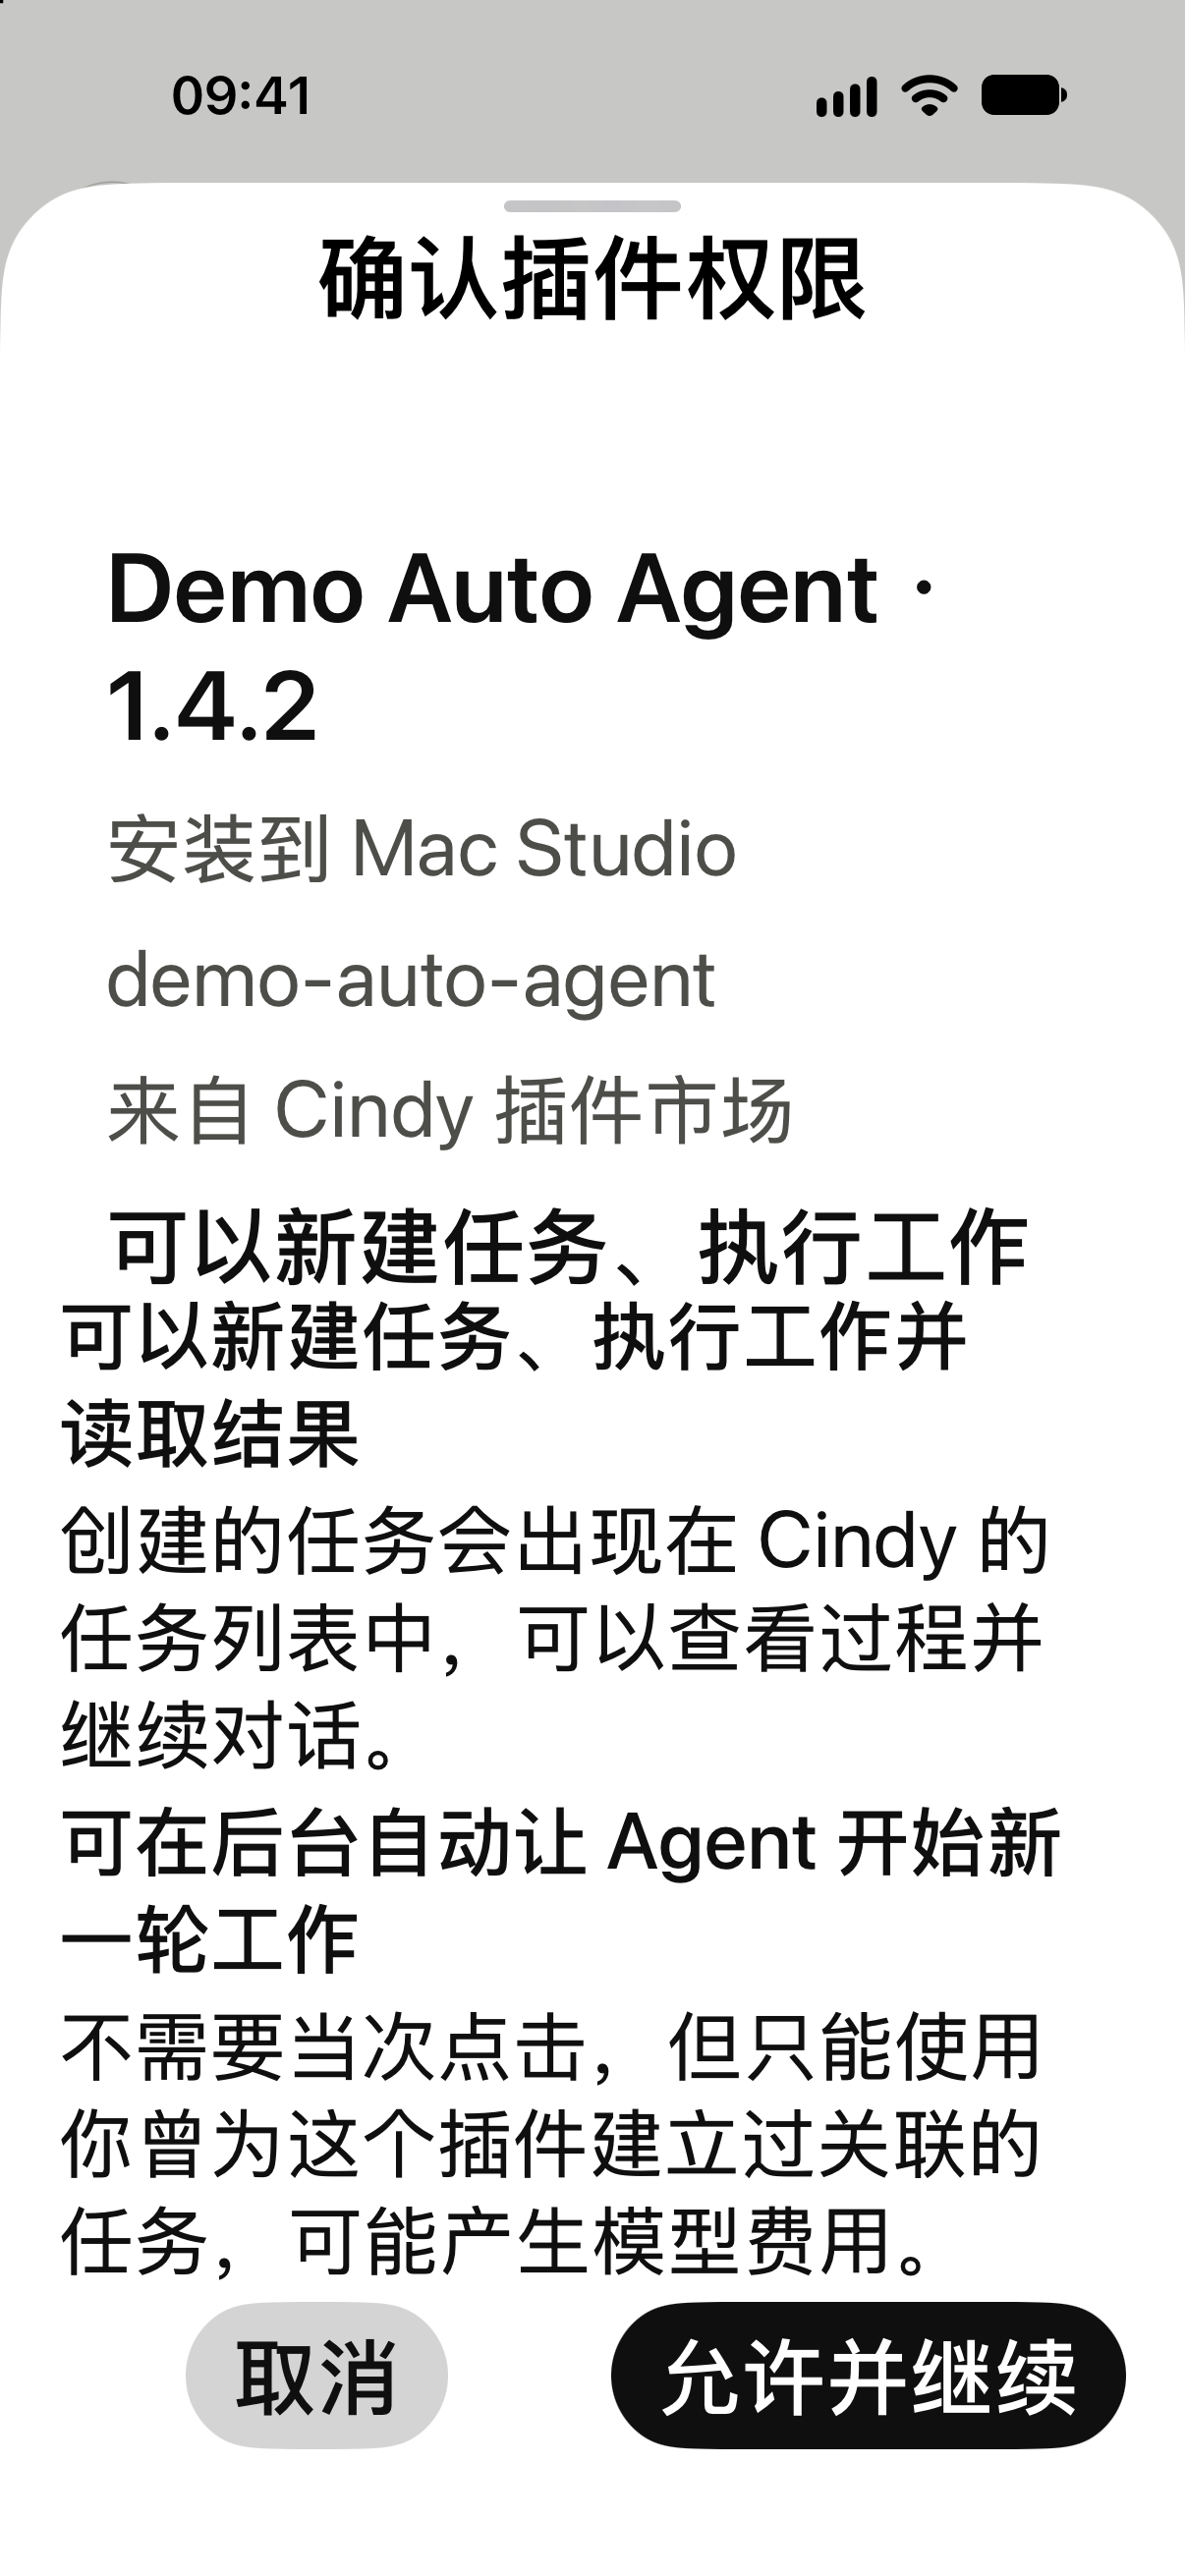 09:41
确认插件权限
Demo Auto Agent ·
1.4.2
安装到 Mac Studio
demo-auto-agent
来自 Cindy 插件市场
可以新建任务、执行工作
可以新建任务、执行工作并
读取结果
创建的任务会出现在 Cindy 的
任务列表中，可以查看过程并
继续对话。
可在后台自动让 Agent 开始新
一轮工作
不需要当次点击，但只能使用
你曾为这个插件建立过关联的
任务，可能产生模型费用。
取消
允许并继续